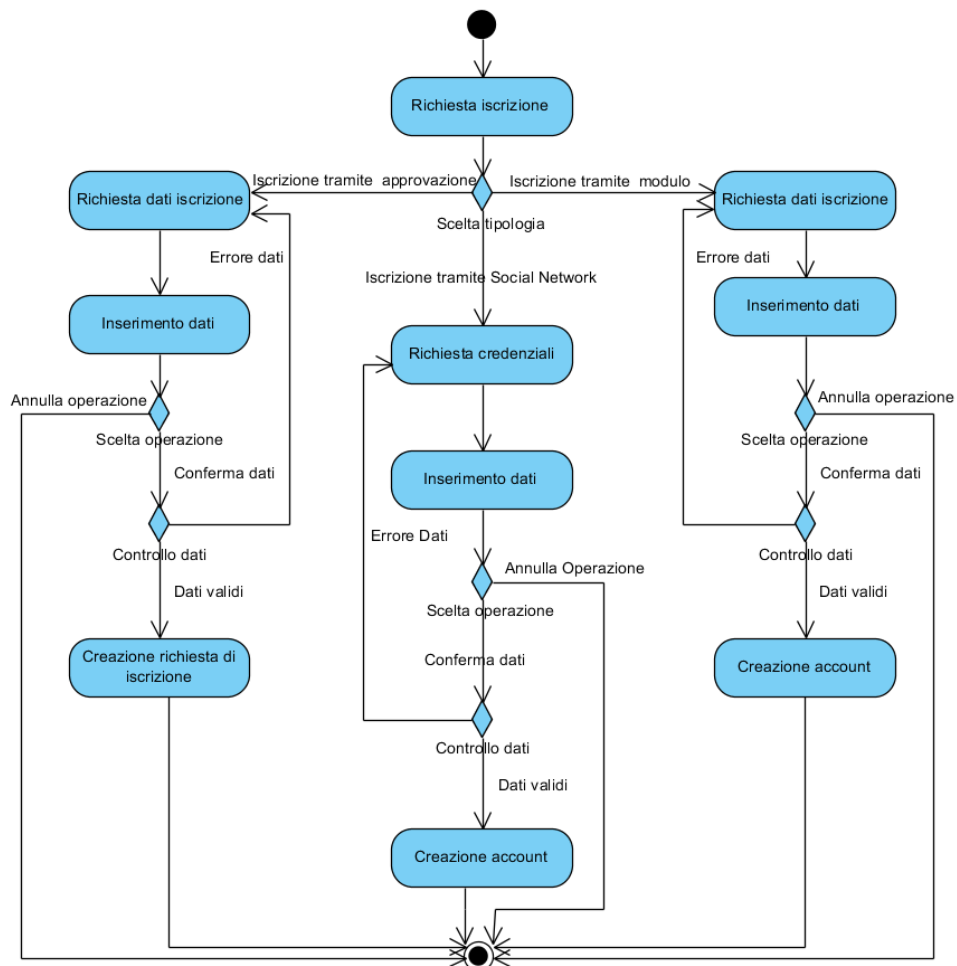 Richiesta iscrizione
Iscrizione tramite approvazione
Iscrizione tramite modulo
Richiesta dati iscrizione
Richiesta dati iscrizione
Scelta tipologia
Errore dati
Errore dati
Iscrizione tramite Social Network
Inserimento dati
Inserimento dati
Richiesta credenziali
Annulla operazione
Annulla operazione
Scelta operazione
Scelta operazione
Conferma dati
Conferma dati
Inserimento dati
Errore Dati
Controllo dati
Controllo dati
Annulla Operazione
Dati validi
Dati validi
Scelta operazione
Creazione richiesta di
iscrizione
Conferma dati
Creazione account
Controllo dati
Dati validi
Creazione account